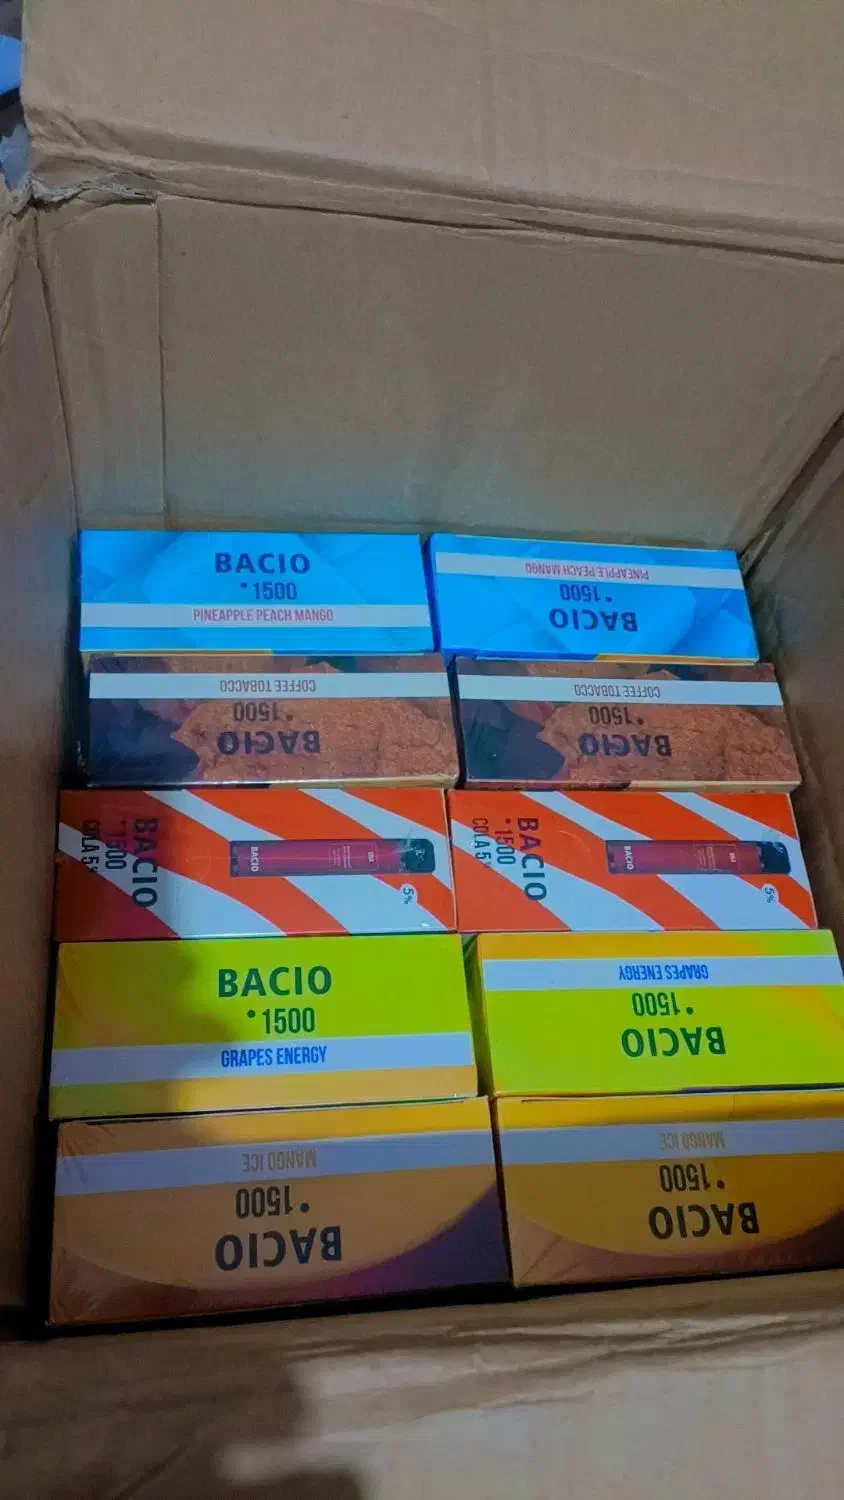 BACIO
•1500
PINEAPPLE PEACH MANGO
PINEAPPLE PEACH MANGO
•1500
BACIO
COFFEE TOBACCO
•1500
BACIO
COFFEE TOBACCO
•1500
BACIO
BACIO
•1500
COLA 5%
BACIO
5%
BACIO
•1500
COLA 5%
BACIO
5%
BACIO
•1500
GRAPES ENERGY
GRAPES ENERGY
•1500
BACIO
MANGO ICE
•1500
BACIO
MANGO ICE
•1500
BACIO